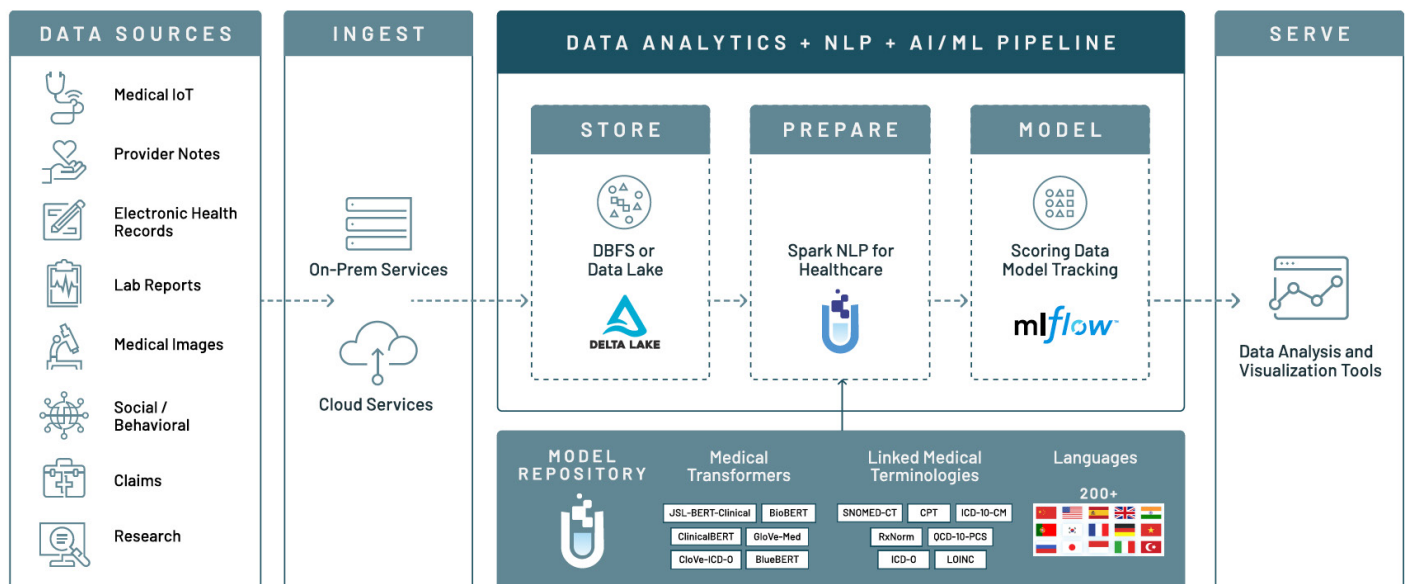 DATA SOURCES
Medical IoT
Provider Notes
Electronic Health
Records
Lab Reports
Medical Images
Social /
Behavioral
Claims
Research
INGEST
On-Prem Services
Cloud Services
DATA ANALYTICS + NLP + AI/ML PIPELINE
STORE
DBFS or
Data Lake
DELTA LAKE
PREPARE
Spark NLP for
Healthcare
MODEL
Scoring Data
Model Tracking
mlflow™
MODEL
REPOSITORY
Medical
Transformers
JSL-BERT-Clinical BioBERT
ClinicalBERT GloVe-Med
CloVe-ICD-O BlueBERT
Linked Medical
Terminologies
SNOMED-CT CPT ICD-10-CM
RxNorm QCD-10-PCS
ICD-O LOINC
Languages
200+
SERVE
Data Analysis and
Visualization Tools